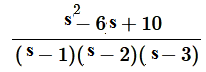 s² − 6s + 10
(s − 1)(s − 2)(s − 3)